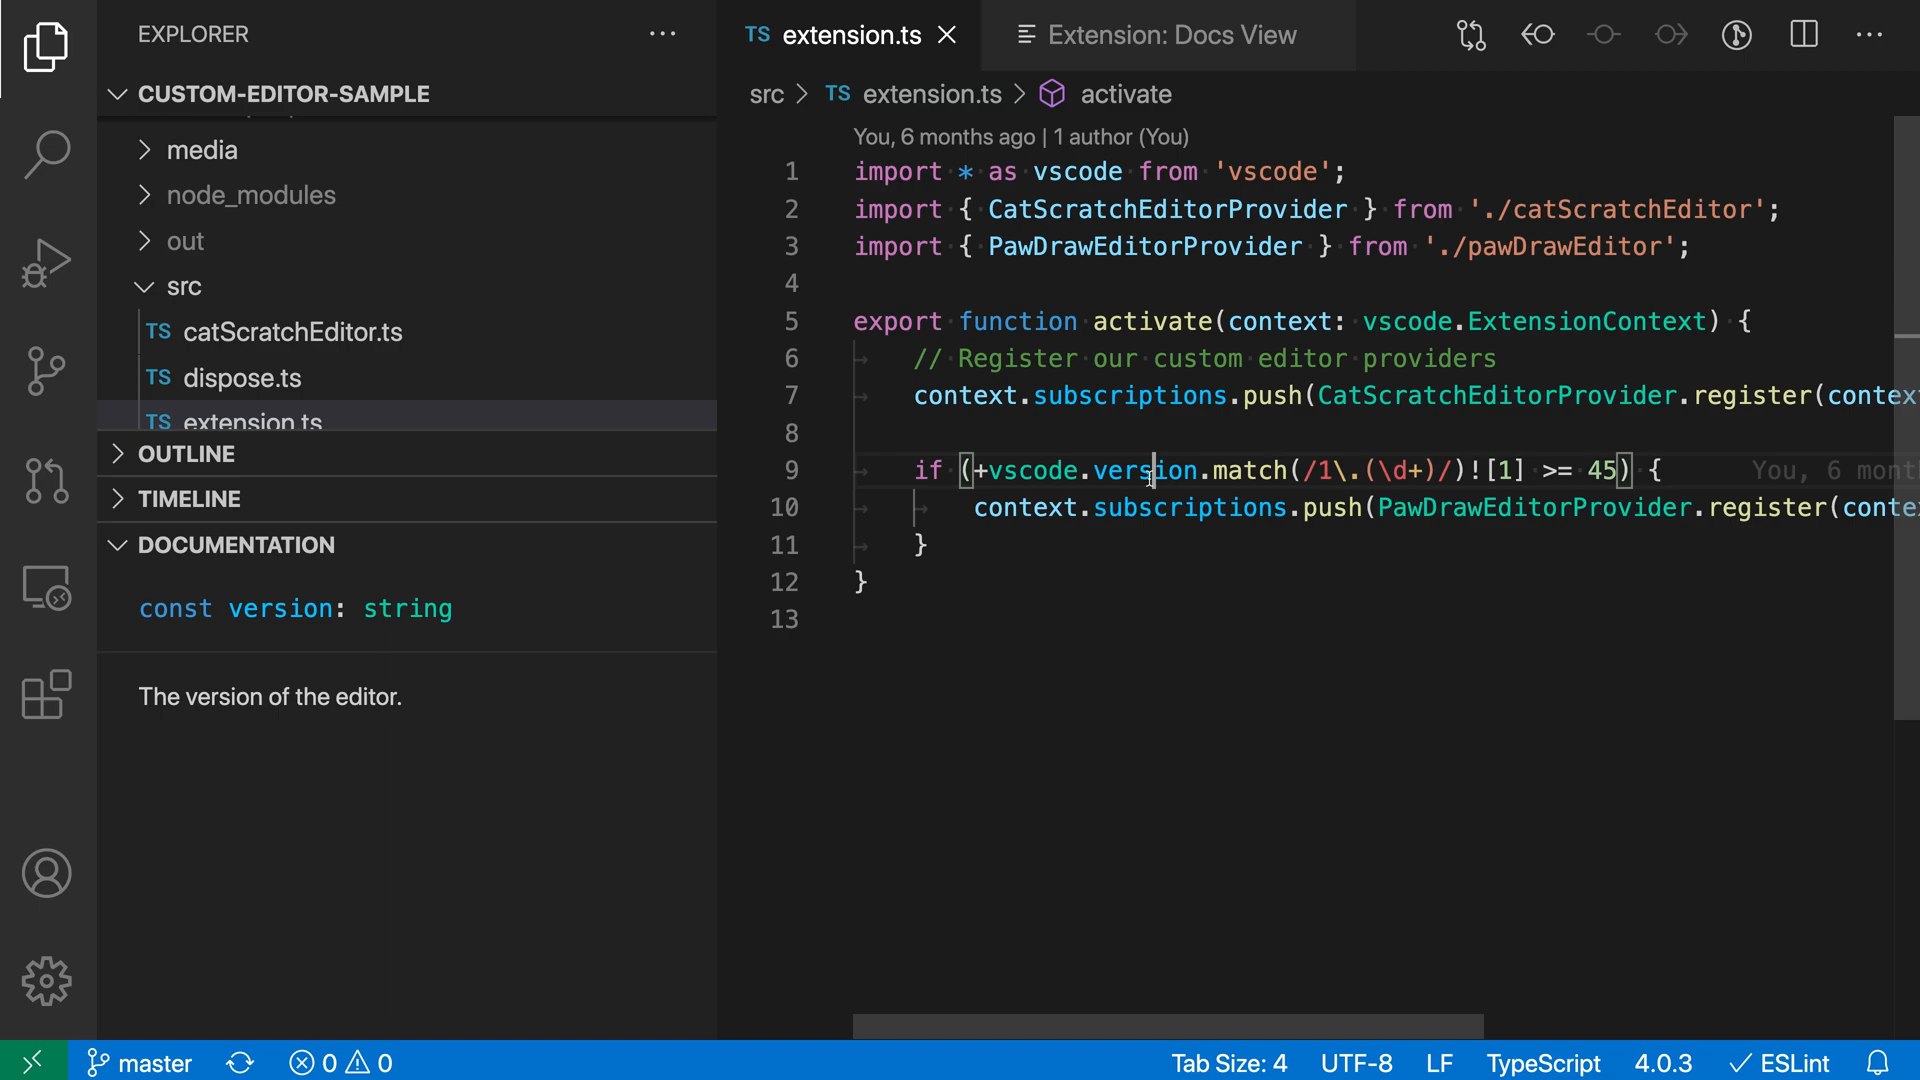 EXPLORER
CUSTOM-EDITOR-SAMPLE
media
node_modules
out
src
TS catScratchEditor.ts
TS dispose.ts
TS extension.ts
OUTLINE
TIMELINE
DOCUMENTATION
const version: string
The version of the editor.
TS extension.ts
Extension: Docs View
src > TS extension.ts > activate
You, 6 months ago | 1 author (You)
1 import * as vscode from 'vscode';
2 import { CatScratchEditorProvider } from './catScratchEditor';
3 import { PawDrawEditorProvider } from './pawDrawEditor';
4
5 export function activate(context: vscode.ExtensionContext) {
6 // Register our custom editor providers
7 context.subscriptions.push(CatScratchEditorProvider.register(contex
8
9 if (+vscode.version.match(/1\.(\d+)/)![1] >= 45) { You, 6 mont
10 context.subscriptions.push(PawDrawEditorProvider.register(conte
11 }
12 }
13
master 0 0 Tab Size: 4 UTF-8 LF TypeScript 4.0.3 ESLint